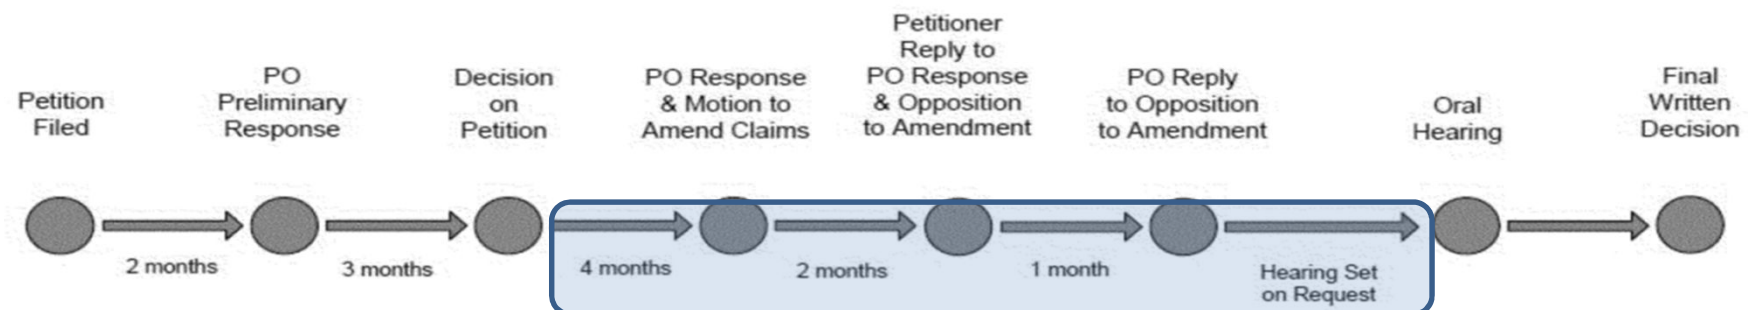 Petition
Filed
PO
Preliminary
Response
Decision
on
Petition
PO Response
& Motion to
Amend Claims
Petitioner
Reply to
PO Response
& Opposition
to Amendment
PO Reply
to Opposition
to Amendment
Oral
Hearing
Final
Written
Decision
2 months
3 months
4 months
2 months
1 month
Hearing Set
on Request